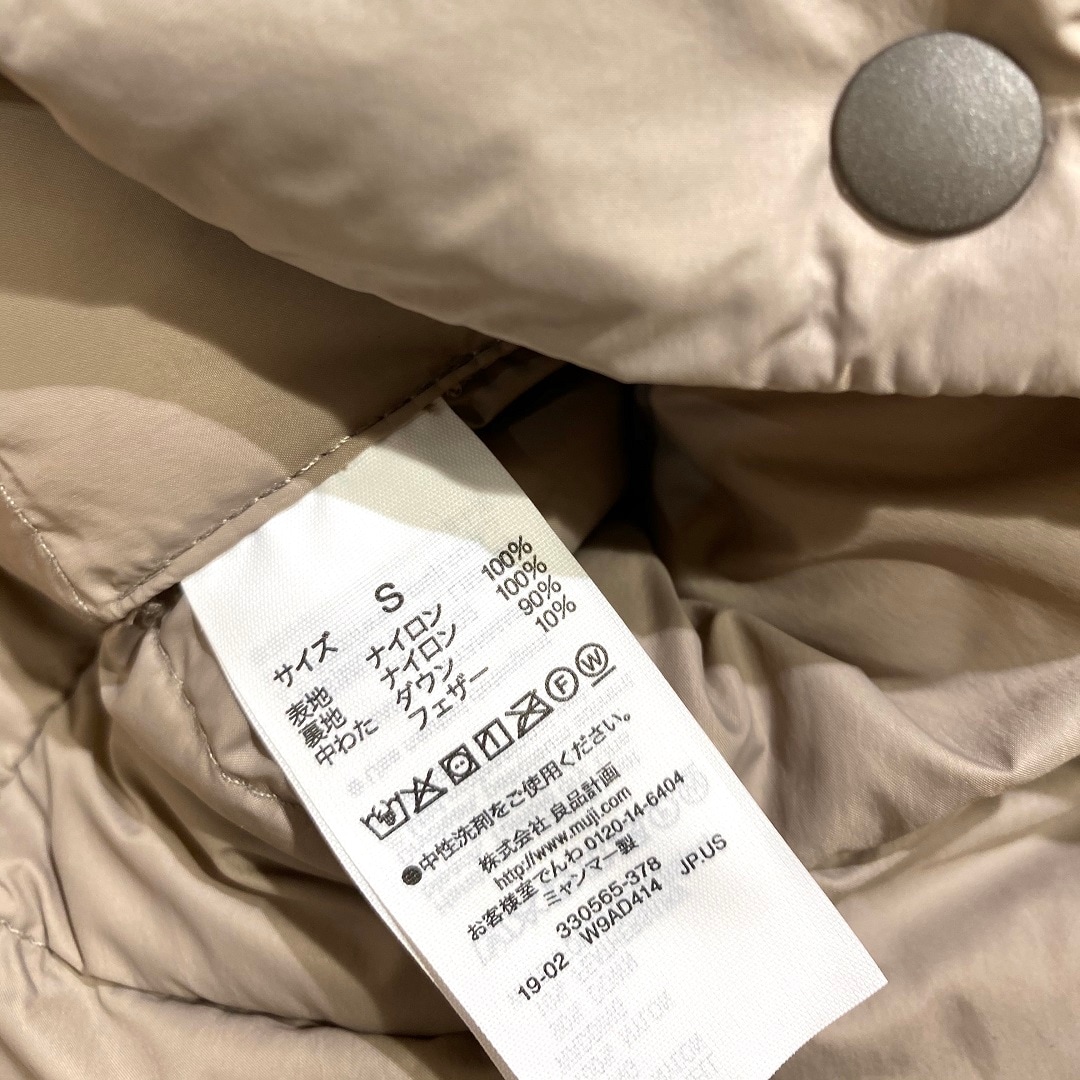 サイズ S
表地 ナイロン 100%
裏地 ナイロン 100%
中わた ダウン 90%
フェザー 10%
F W
●中性洗剤をご使用ください。
株式会社 良品計画
http://www.muji.com
お客様室でんわ 0120-14-6404
ミャンマー製
330565-378
19-02 W9AD414 JP.US